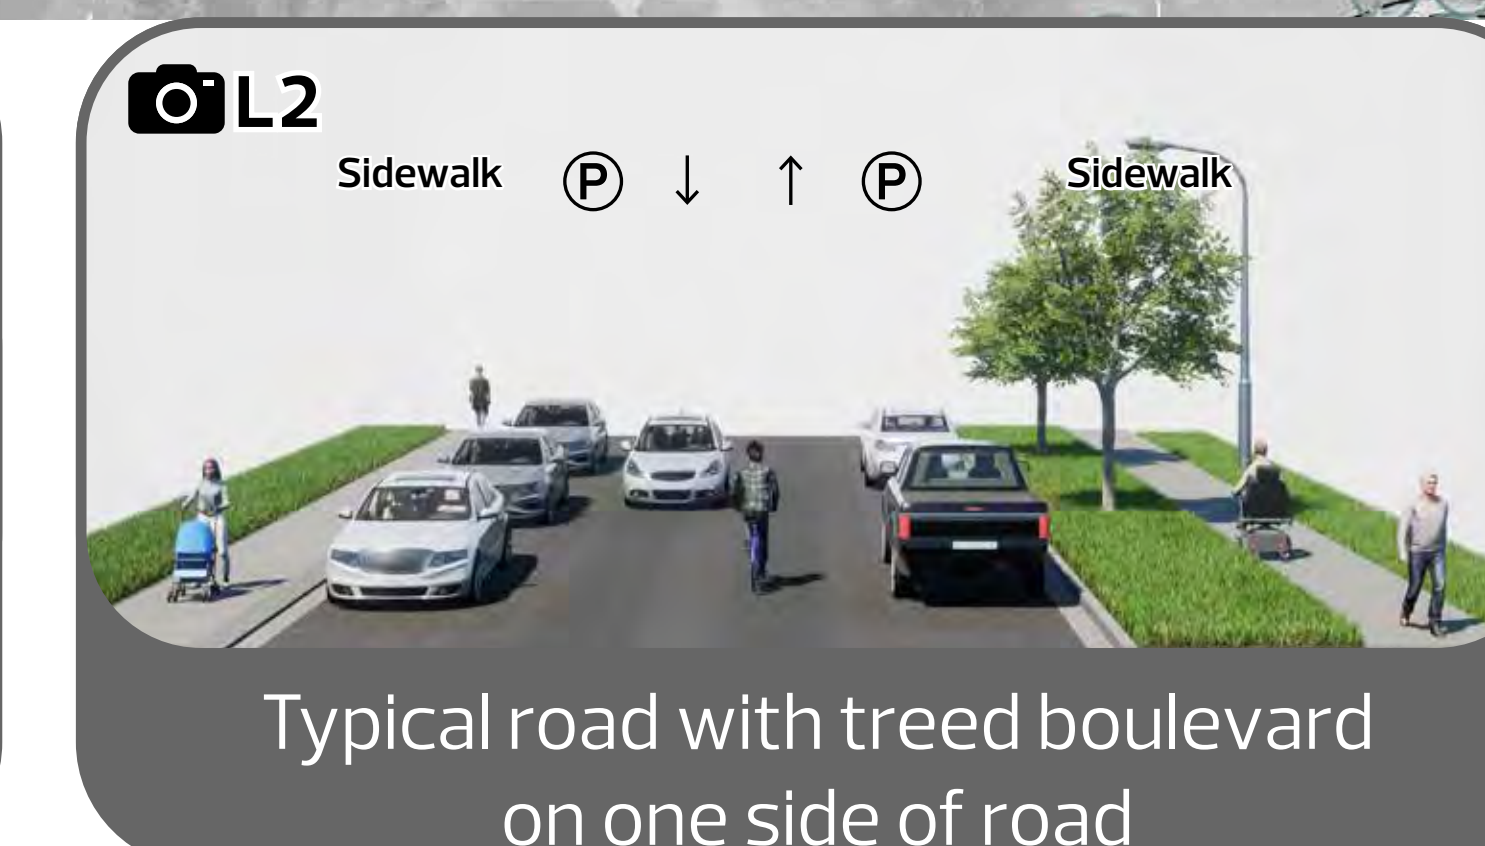 L2
Sidewalk P ↓ ↑ P Sidewalk
Typical road with treed boulevard
on one side of road